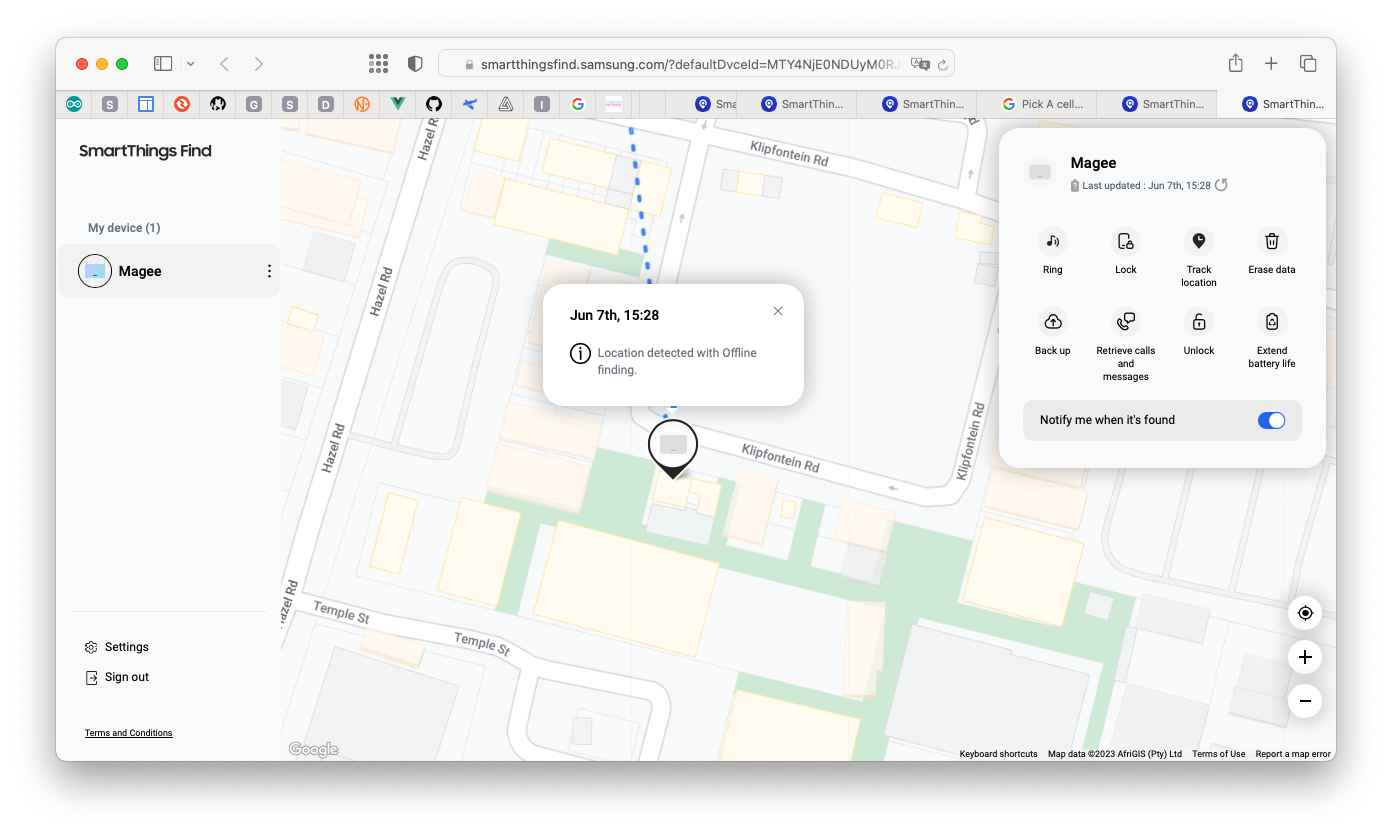 smartthingsfind.samsung.com/?defaultDvceId=MTY4NjE0NDUyM0RJ
S
G
S
D
I
G
Sma
SmartThin...
SmartThin...
G Pick A cell...
SmartThin...
SmartThin...
SmartThings Find
My device (1)
Magee
Settings
Sign out
Terms and Conditions
Hazel R
Klipfontein Rd
Rd
Hazel Rd
Hazel Rd
Hazel Rd
Klipfontein Rd
Klipfontein Rd
Temple St
Temple St
Jun 7th, 15:28
Location detected with Offline
finding.
Magee
Last updated : Jun 7th, 15:28
Ring
Lock
Track
location
Erase data
Back up
Retrieve calls
and
messages
Unlock
Extend
battery life
Notify me when it's found
Google
Keyboard shortcuts
Map data ©2023 AfriGIS (Pty) Ltd
Terms of Use
Report a map error